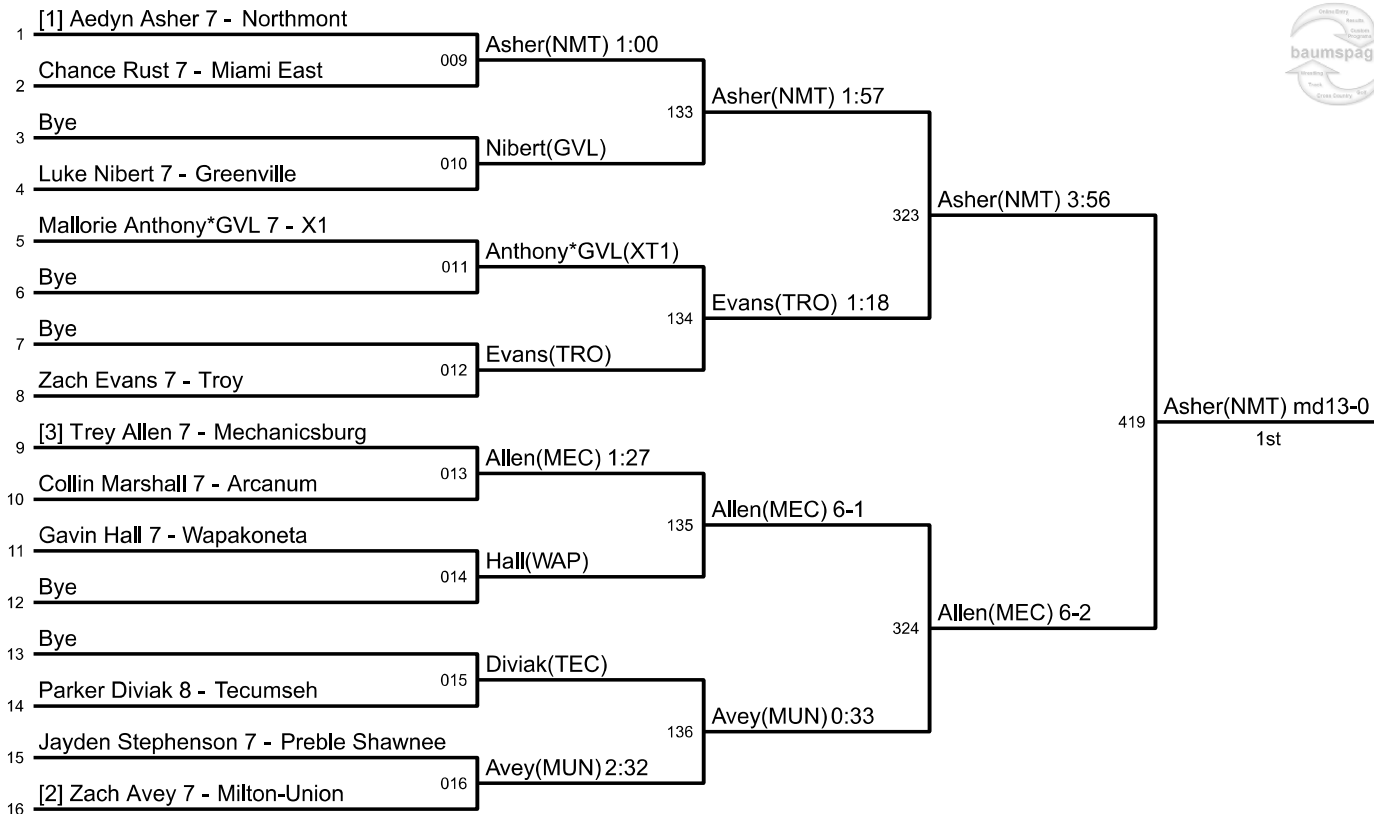 1 [1] Aedyn Asher 7 - Northmont
2 Chance Rust 7 - Miami East
3 Bye
4 Luke Nibert 7 - Greenville
5 Mallorie Anthony*GVL 7 - X1
6 Bye
7 Bye
8 Zach Evans 7 - Troy
9 [3] Trey Allen 7 - Mechanicsburg
10 Collin Marshall 7 - Arcanum
11 Gavin Hall 7 - Wapakoneta
12 Bye
13 Bye
14 Parker Diviak 8 - Tecumseh
15 Jayden Stephenson 7 - Preble Shawnee
16 [2] Zach Avey 7 - Milton-Union
009 Asher(NMT) 1:00
010 Nibert(GVL)
011 Anthony*GVL(XT1)
012 Evans(TRO)
013 Allen(MEC) 1:27
014 Hall(WAP)
015 Diviak(TEC)
016 Avey(MUN) 2:32
133 Asher(NMT) 1:57
134 Evans(TRO) 1:18
135 Allen(MEC) 6-1
136 Avey(MUN) 0:33
323 Asher(NMT) 3:56
324 Allen(MEC) 6-2
419 Asher(NMT) md13-0
1st
baumspag